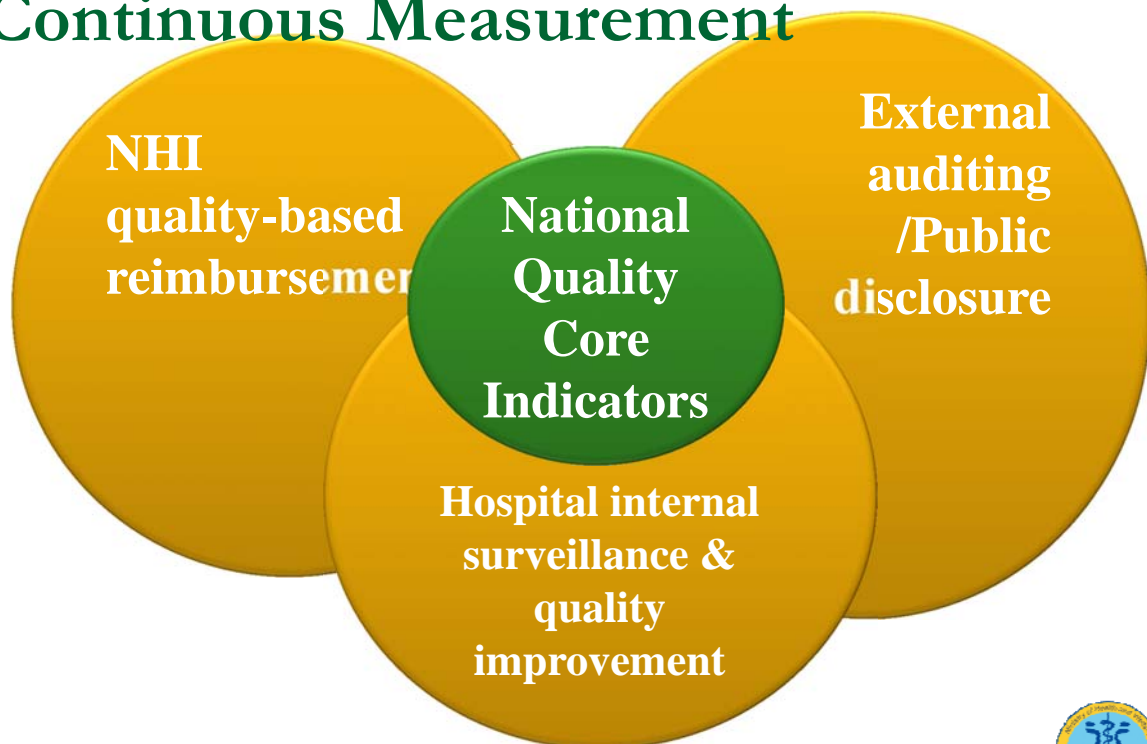 Continuous Measurement
NHI
quality-based
reimbursemen
National
Quality
Core
Indicators
External
auditing
/Public
disclosure
Hospital internal
surveillance &
quality
improvement